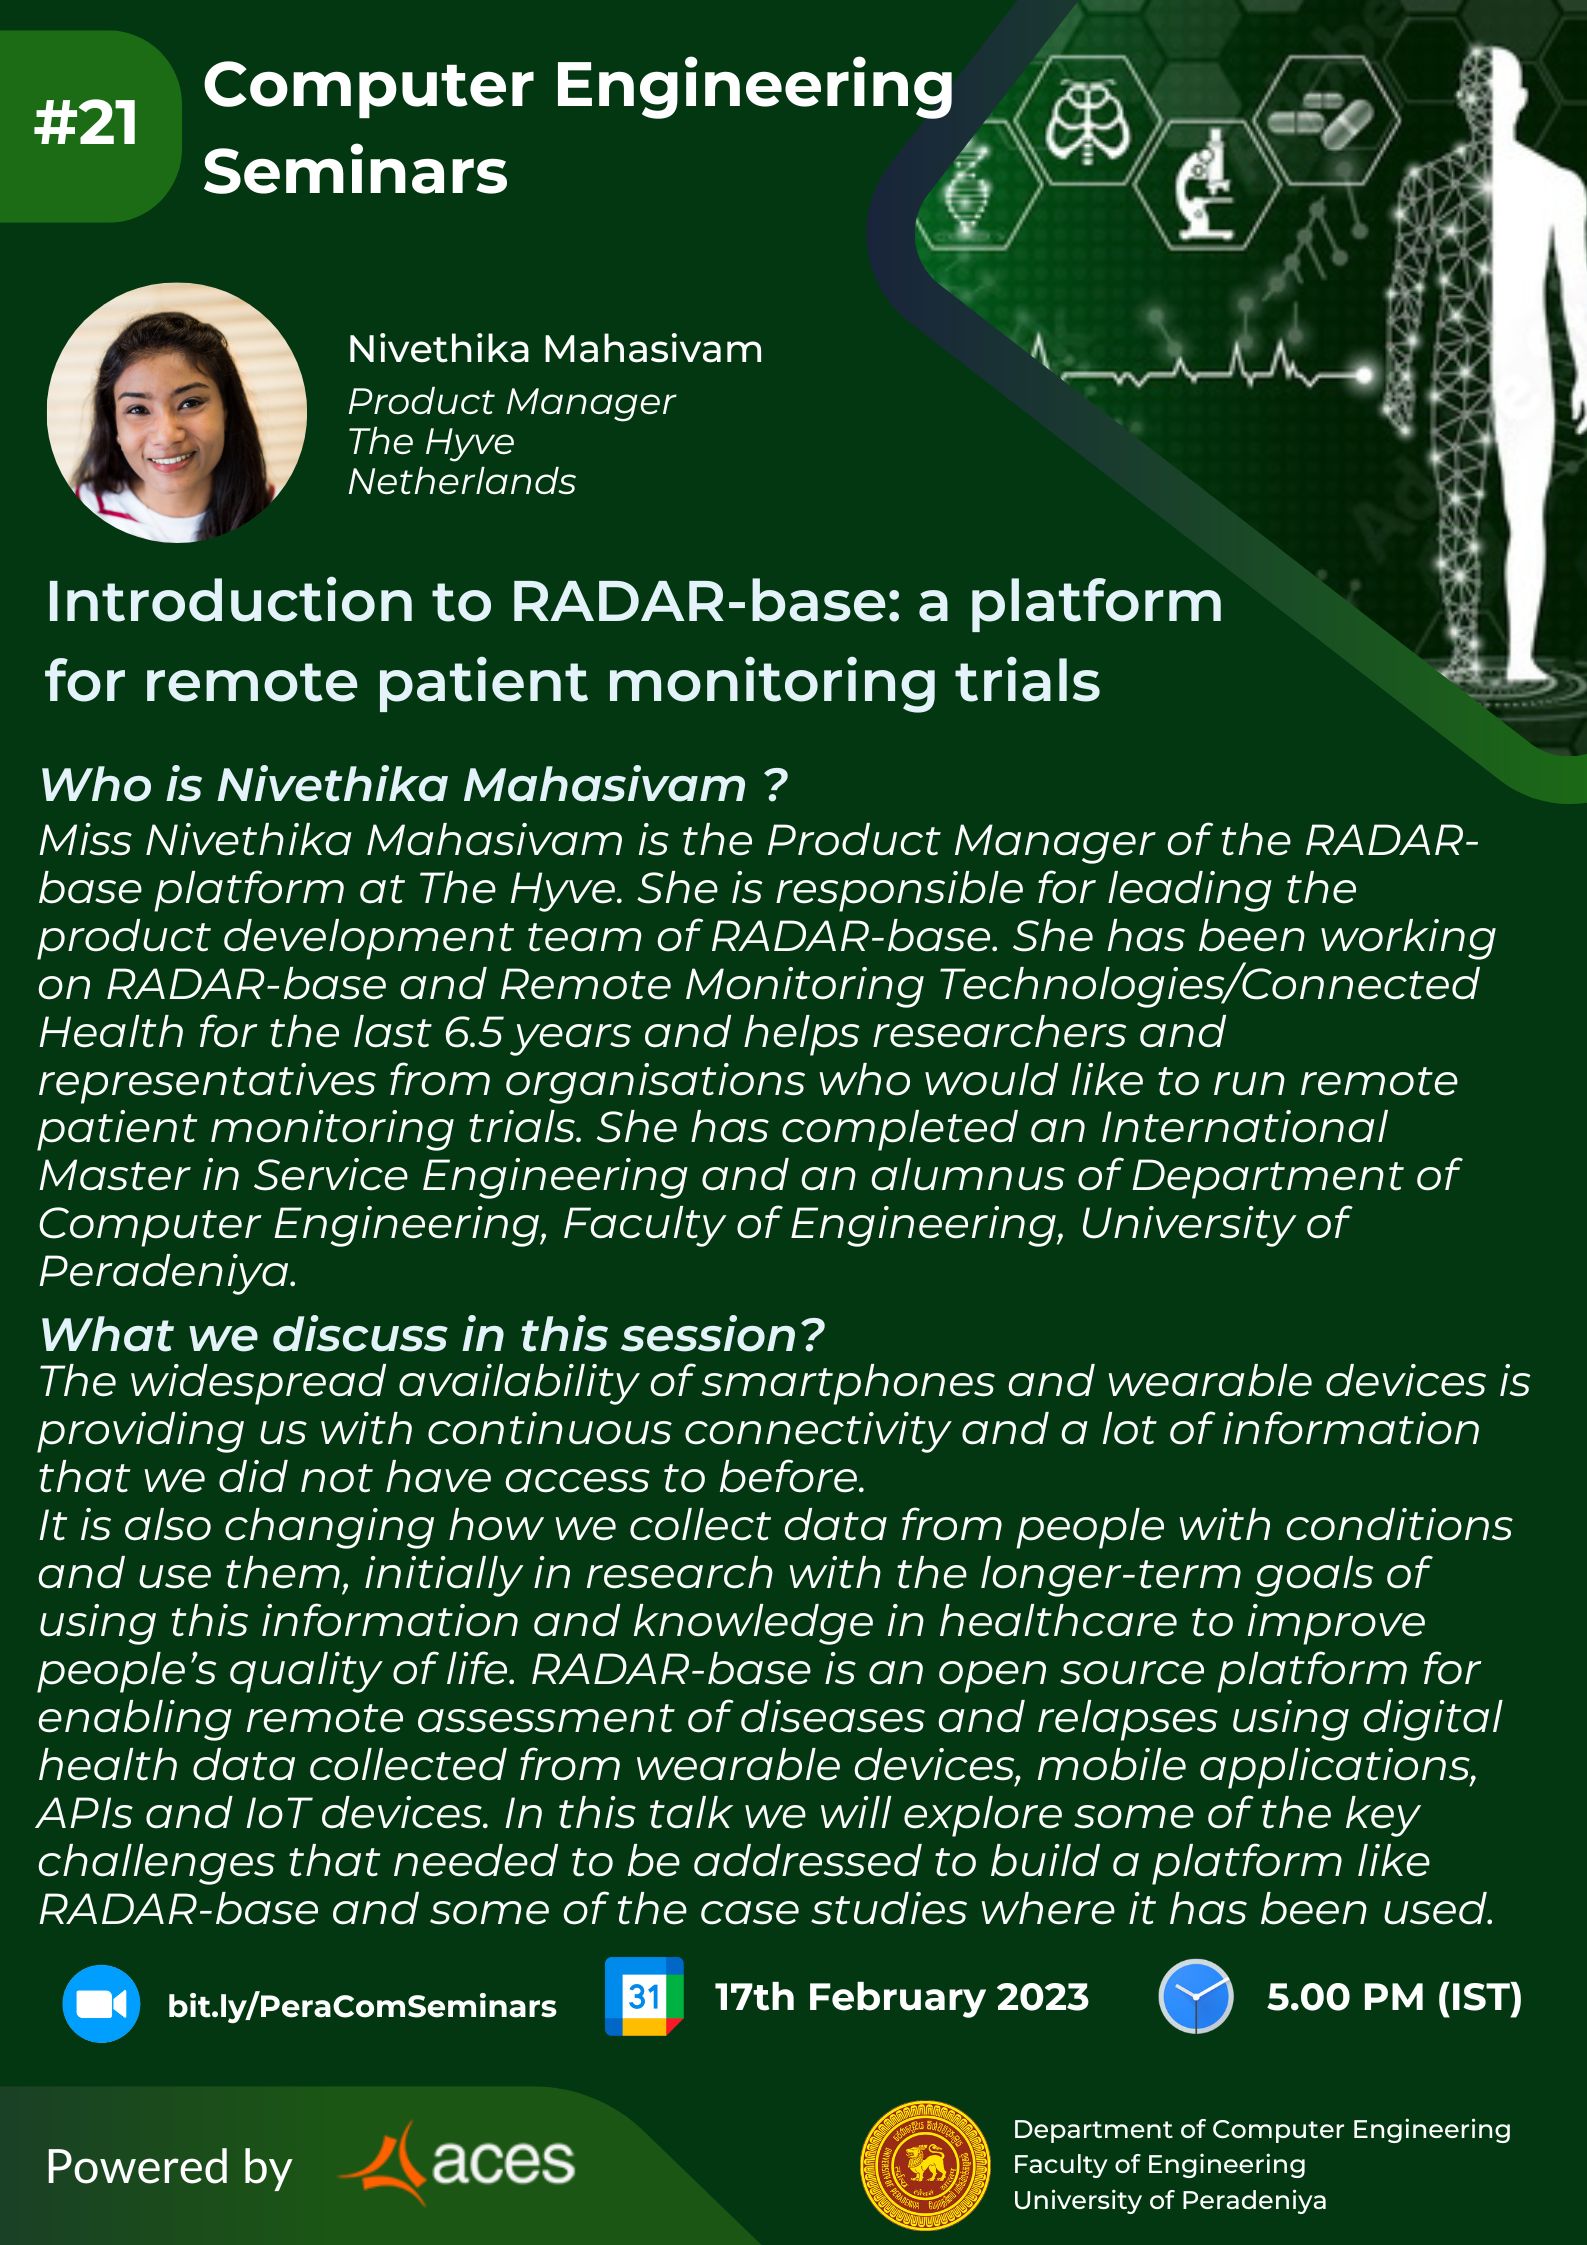 #21
Computer Engineering
Seminars
Nivethika Mahasivam
Product Manager
The Hyve
Netherlands
Introduction to RADAR-base: a platform
for remote patient monitoring trials
Who is Nivethika Mahasivam ?
Miss Nivethika Mahasivam is the Product Manager of the RADAR-
base platform at The Hyve. She is responsible for leading the
product development team of RADAR-base. She has been working
on RADAR-base and Remote Monitoring Technologies/Connected
Health for the last 6.5 years and helps researchers and
representatives from organisations who would like to run remote
patient monitoring trials. She has completed an International
Master in Service Engineering and an alumnus of Department of
Computer Engineering, Faculty of Engineering, University of
Peradeniya.
What we discuss in this session?
The widespread availability of smartphones and wearable devices is
providing us with continuous connectivity and a lot of information
that we did not have access to before.
It is also changing how we collect data from people with conditions
and use them, initially in research with the longer-term goals of
using this information and knowledge in healthcare to improve
people’s quality of life. RADAR-base is an open source platform for
enabling remote assessment of diseases and relapses using digital
health data collected from wearable devices, mobile applications,
APIs and IoT devices. In this talk we will explore some of the key
challenges that needed to be addressed to build a platform like
RADAR-base and some of the case studies where it has been used.
bit.ly/PeraComSeminars
31
17th February 2023
5.00 PM (IST)
Powered by
aces
Department of Computer Engineering
Faculty of Engineering
University of Peradeniya